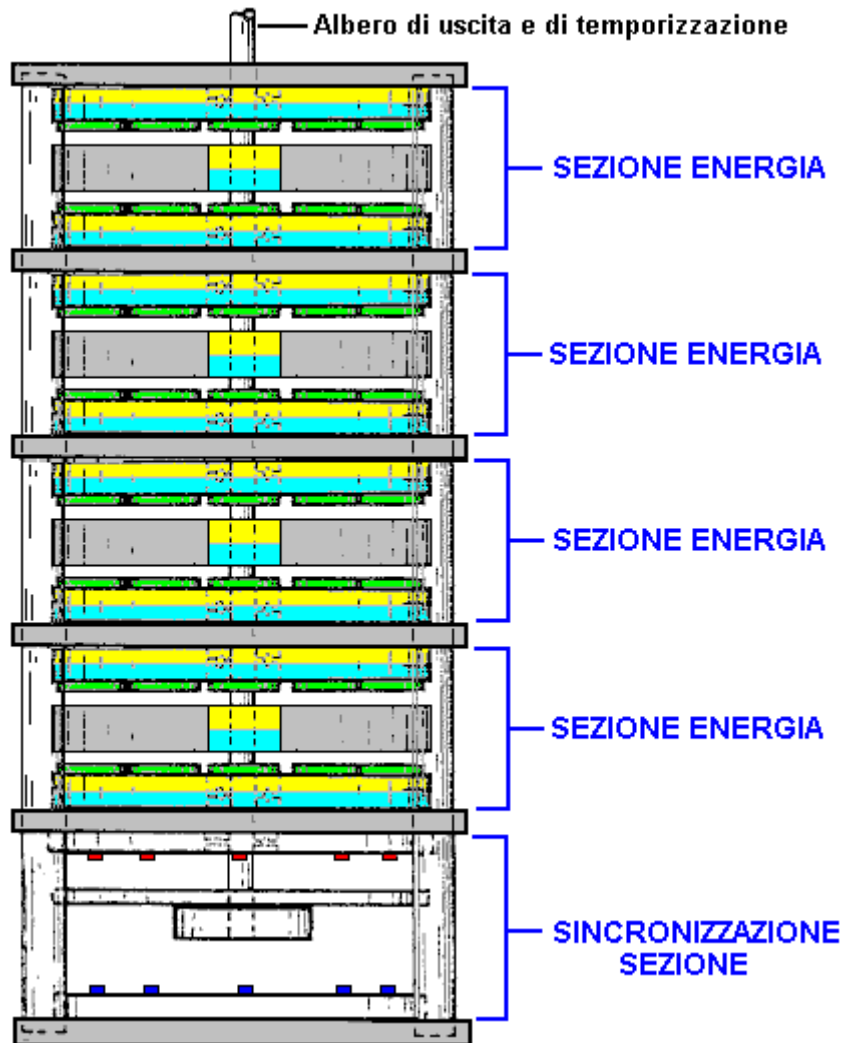 Albero di uscita e di temporizzazione
SEZIONE ENERGIA
SEZIONE ENERGIA
SEZIONE ENERGIA
SEZIONE ENERGIA
SINCRONIZZAZIONE
SEZIONE